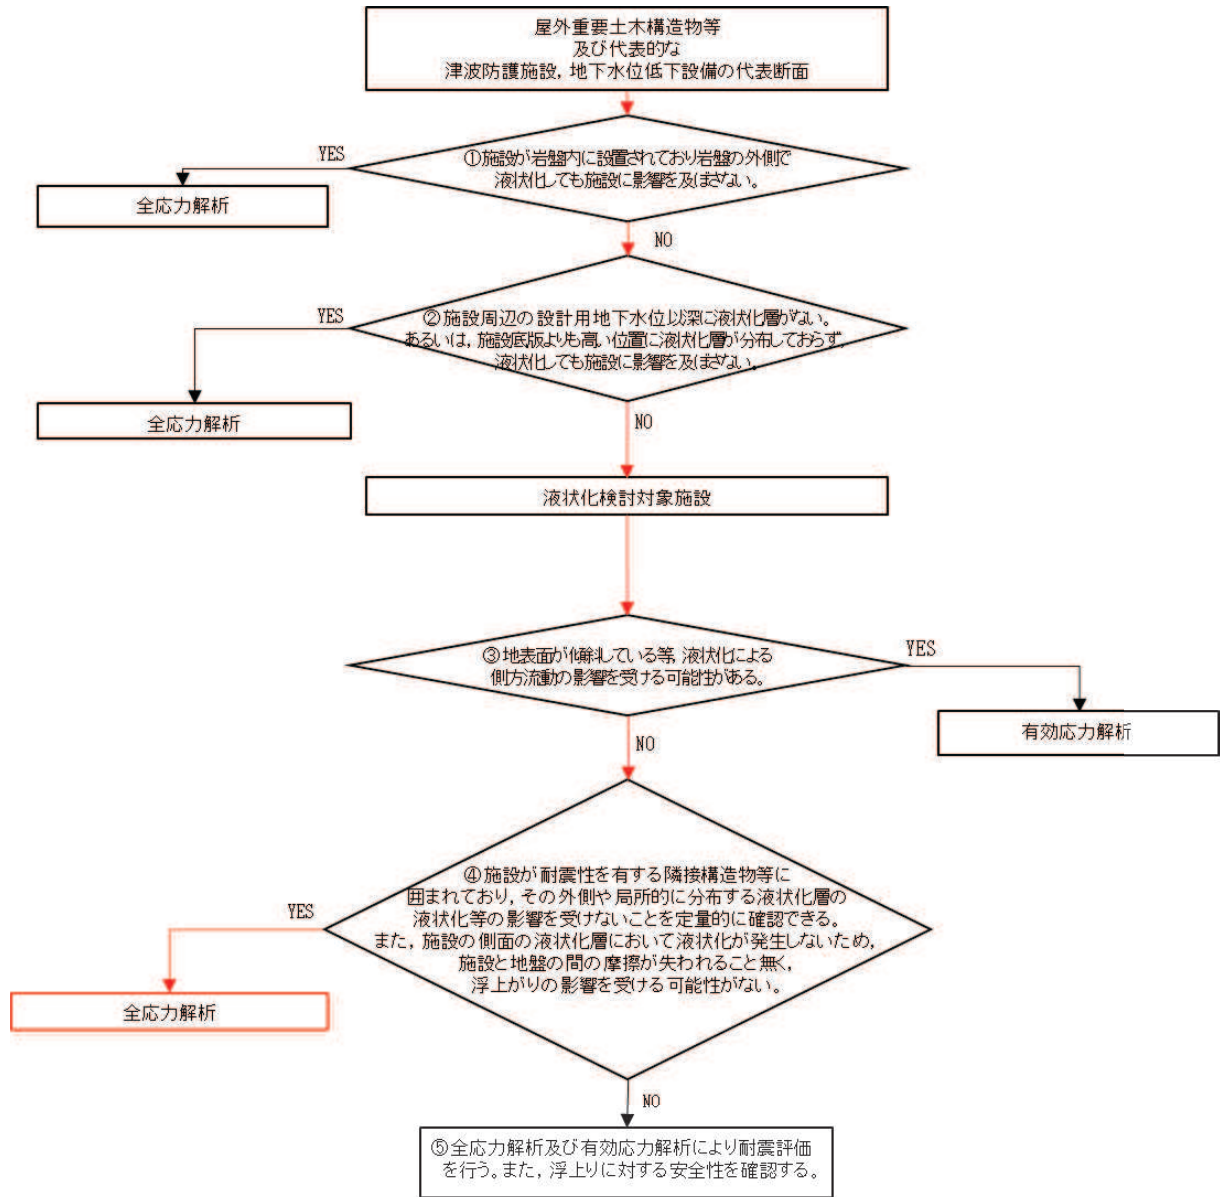 屋外重要土木構造物等
及び代表的な
津波防護施設，地下水位低下設備の代表断面
YES
①施設が岩盤内に設置されており岩盤の外側で
液状化しても施設に影響を及ぼさない。
全応力解析
NO
YES
②施設周辺の設計用地下水位以深に液状化層がない。
あるいは，施設底版よりも高い位置に液状化層が分布しておらず，
液状化しても施設に影響を及ぼさない。
全応力解析
NO
液状化検討対象施設
③地表面が傾斜している等，液状化による
側方流動の影響を受ける可能性がある。
YES
有効応力解析
NO
④施設が耐震性を有する隣接構造物等に
囲まれており，その外側や局所的に分布する液状化層の
液状化等の影響を受けないことを定量的に確認できる。
また，施設の側面の液状化層において液状化が発生しないため，
施設と地盤の間の摩擦が失われること無く，
浮上がりの影響を受ける可能性がない。
YES
全応力解析
NO
⑤全応力解析及び有効応力解析により耐震評価
を行う。また，浮上りに対する安全性を確認する。